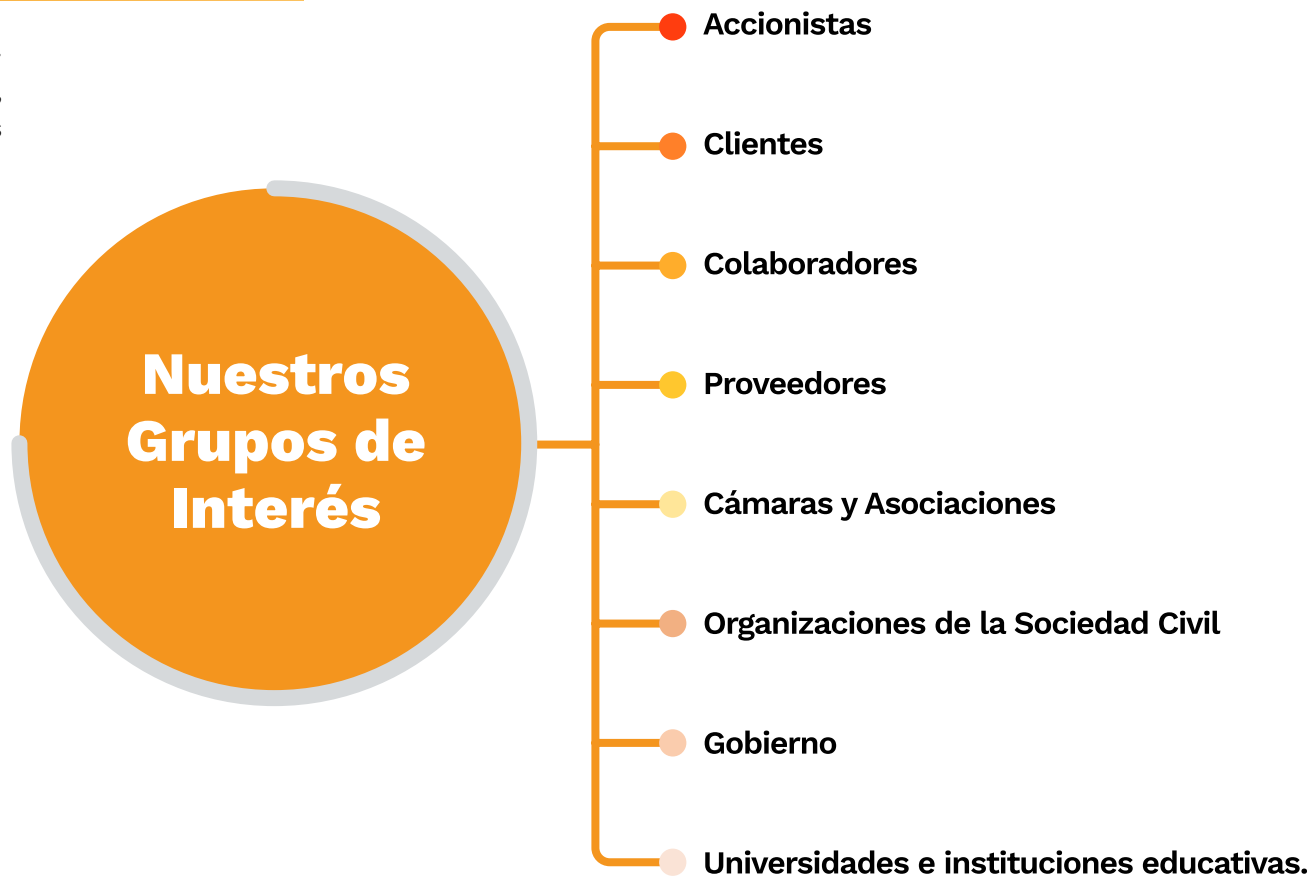 Nuestros
Grupos de
Interés
Accionistas
Clientes
Colaboradores
Proveedores
Cámaras y Asociaciones
Organizaciones de la Sociedad Civil
Gobierno
Universidades e instituciones educativas.